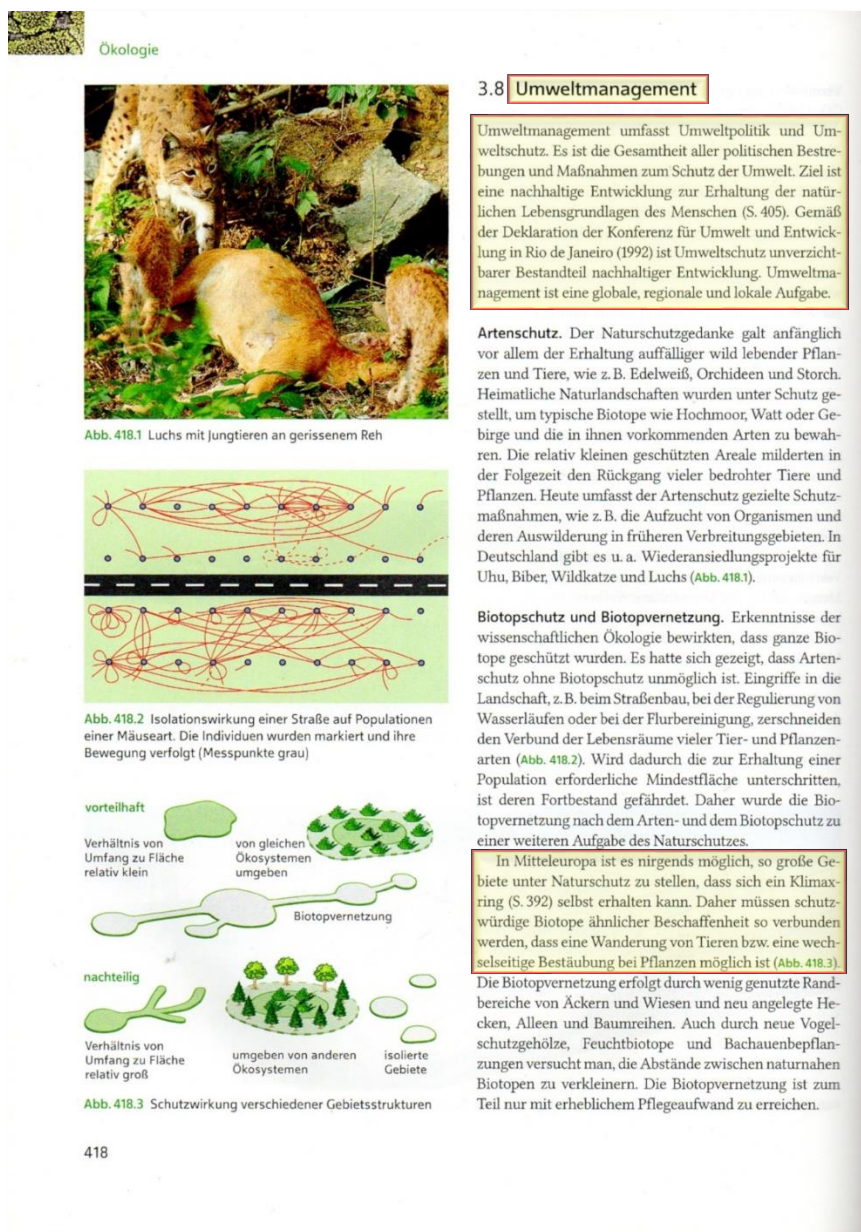 Ökologie
Abb. 418.1 Luchs mit Jungtieren an gerissenem Reh
Abb. 418.2 Isolationswirkung einer Straße auf Populationen
einer Mäuseart. Die Individuen wurden markiert und ihre
Bewegung verfolgt (Messpunkte grau)
vorteilhaft
Verhältnis von
Umfang zu Fläche
relativ klein
von gleichen
Ökosystemen
umgeben
Biotopvernetzung
nachteilig
Verhältnis von
Umfang zu Fläche
relativ groß
umgeben von anderen
Ökosystemen
isolierte
Gebiete
Abb. 418.3 Schutzwirkung verschiedener Gebietsstrukturen
418
3.8 Umweltmanagement
Umweltmanagement umfasst Umweltpolitik und Um-
weltschutz. Es ist die Gesamtheit aller politischen Bestre-
bungen und Maßnahmen zum Schutz der Umwelt. Ziel ist
eine nachhaltige Entwicklung zur Erhaltung der natür-
lichen Lebensgrundlagen des Menschen (S. 405). Gemäß
der Deklaration der Konferenz für Umwelt und Entwick-
lung in Rio de Janeiro (1992) ist Umweltschutz unverzicht-
barer Bestandteil nachhaltiger Entwicklung. Umweltma-
nagement ist eine globale, regionale und lokale Aufgabe.
Artenschutz. Der Naturschutzgedanke galt anfänglich
vor allem der Erhaltung auffälliger wild lebender Pflan-
zen und Tiere, wie z. B. Edelweiß, Orchideen und Storch.
Heimatliche Naturlandschaften wurden unter Schutz ge-
stellt, um typische Biotope wie Hochmoor, Watt oder Ge-
birge und die in ihnen vorkommenden Arten zu bewah-
ren. Die relativ kleinen geschützten Areale milderten in
der Folgezeit den Rückgang vieler bedrohter Tiere und
Pflanzen. Heute umfasst der Artenschutz gezielte Schutz-
maßnahmen, wie z. B. die Aufzucht von Organismen und
deren Auswilderung in früheren Verbreitungsgebieten. In
Deutschland gibt es u. a. Wiederansiedlungsprojekte für
Uhu, Biber, Wildkatze und Luchs (Abb. 418.1).
Biotopschutz und Biotopvernetzung. Erkenntnisse der
wissenschaftlichen Ökologie bewirkten, dass ganze Bio-
tope geschützt wurden. Es hatte sich gezeigt, dass Arten-
schutz ohne Biotopschutz unmöglich ist. Eingriffe in die
Landschaft, z. B. beim Straßenbau, bei der Regulierung von
Wasserläufen oder bei der Flurbereinigung, zerschneiden
den Verbund der Lebensräume vieler Tier- und Pflanzen-
arten (Abb. 418.2). Wird dadurch die zur Erhaltung einer
Population erforderliche Mindestfläche unterschritten,
ist deren Fortbestand gefährdet. Daher wurde die Bio-
topvernetzung nach dem Arten- und dem Biotopschutz zu
einer weiteren Aufgabe des Naturschutzes.
In Mitteleuropa ist es nirgends möglich, so große Ge-
biete unter Naturschutz zu stellen, dass sich ein Klimax-
ring (S. 392) selbst erhalten kann. Daher müssen schutz-
würdige Biotope ähnlicher Beschaffenheit so verbunden
werden, dass eine Wanderung von Tieren bzw. eine wech-
selseitige Bestäubung bei Pflanzen möglich ist (Abb. 418.3).
Die Biotopvernetzung erfolgt durch wenig genutzte Rand-
bereiche von Äckern und Wiesen und neu angelegte He-
cken, Alleen und Baumreihen. Auch durch neue Vogel-
schutzgehölze, Feuchtbiotope und Bachauenbepflan-
zungen versucht man, die Abstände zwischen naturnahen
Biotopen zu verkleinern. Die Biotopvernetzung ist zum
Teil nur mit erheblichem Pflegeaufwand zu erreichen.